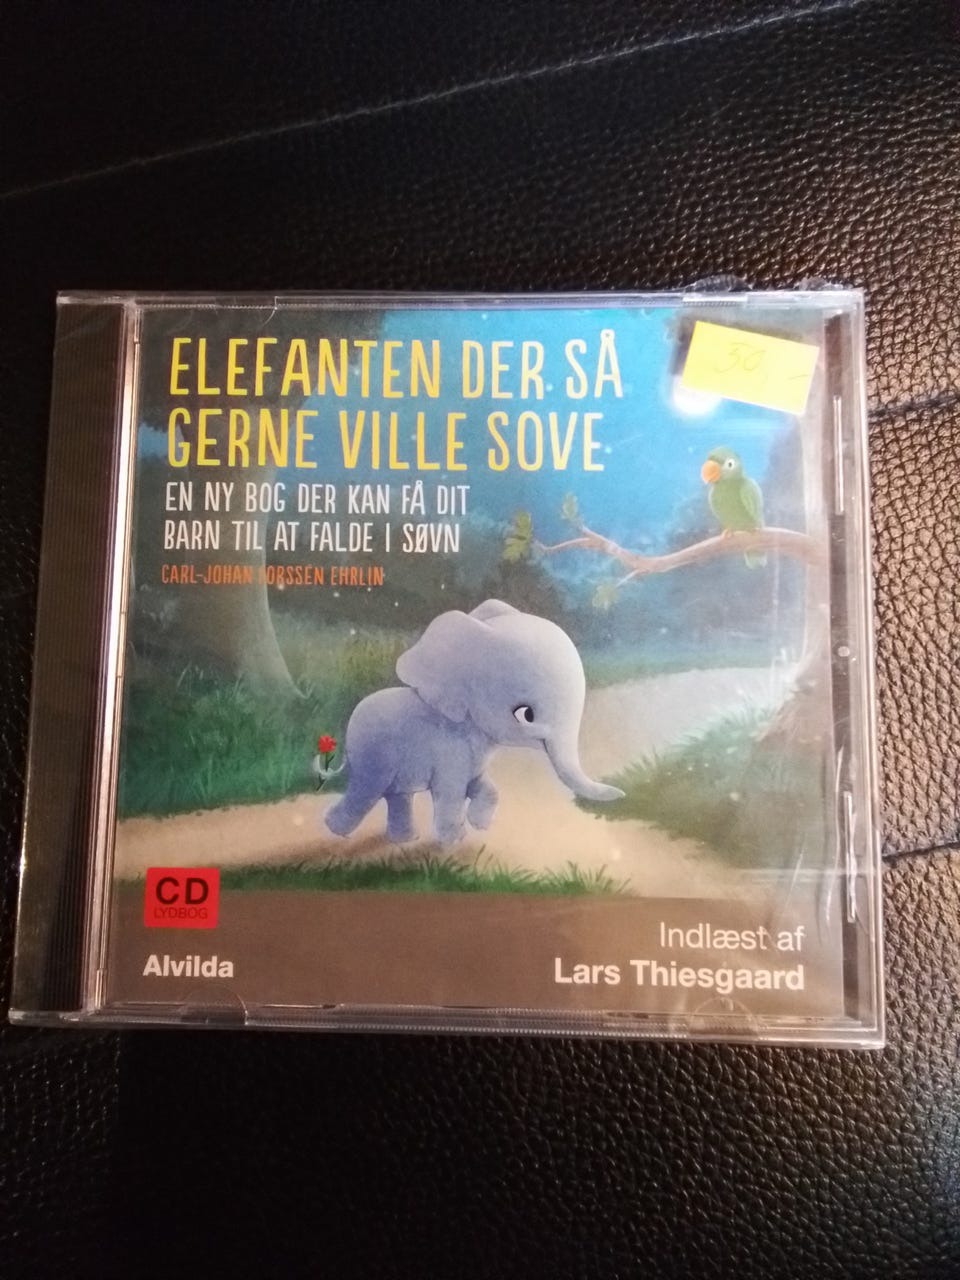 ELEFANTEN DER SÅ
GERNE VILLE SOVE
EN NY BOG DER KAN FÅ DIT
BARN TIL AT FALDE I SØVN
CARL-JOHAN FORSSÉN EHRLIN
50,-
CD
LYDBOG
Alvilda
Indlæst af
Lars Thiesgaard